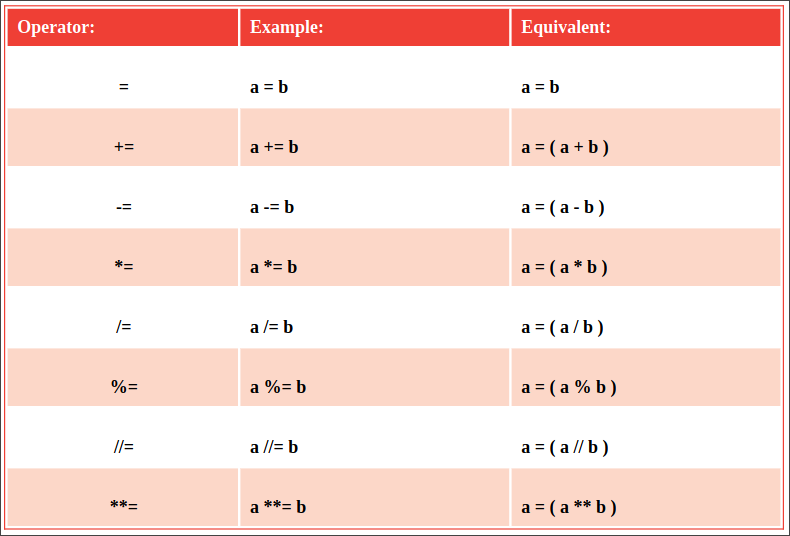 Operator: Example: Equivalent:
= a = b a = b
+= a += b a = ( a + b )
-= a -= b a = ( a - b )
*= a *= b a = ( a * b )
/= a /= b a = ( a / b )
%= a %= b a = ( a % b )
//= a //= b a = ( a // b )
**= a **= b a = ( a ** b )